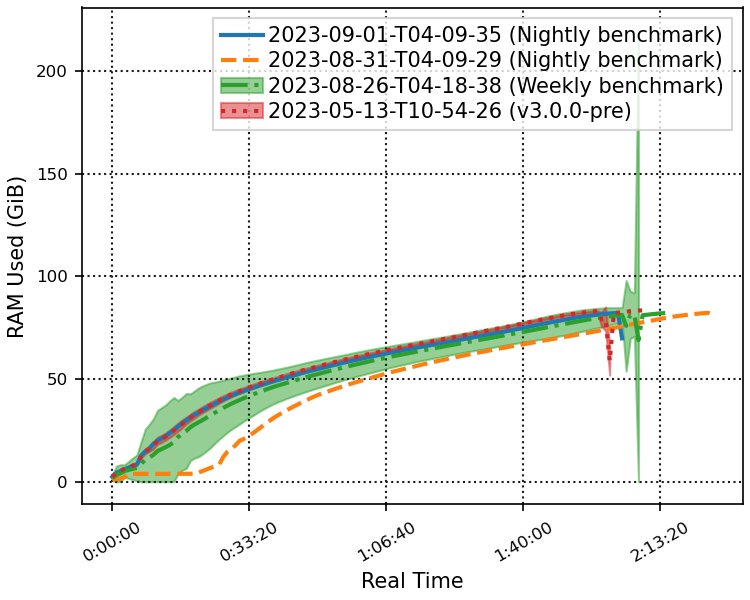 2023-09-01-T04-09-35 (Nightly benchmark)
2023-08-31-T04-09-29 (Nightly benchmark)
2023-08-26-T04-18-38 (Weekly benchmark)
2023-05-13-T10-54-26 (v3.0.0-pre)
RAM Used (GiB)
200
150
100
50
0
0:00:00
0:33:20
1:06:40
1:40:00
2:13:20
Real Time